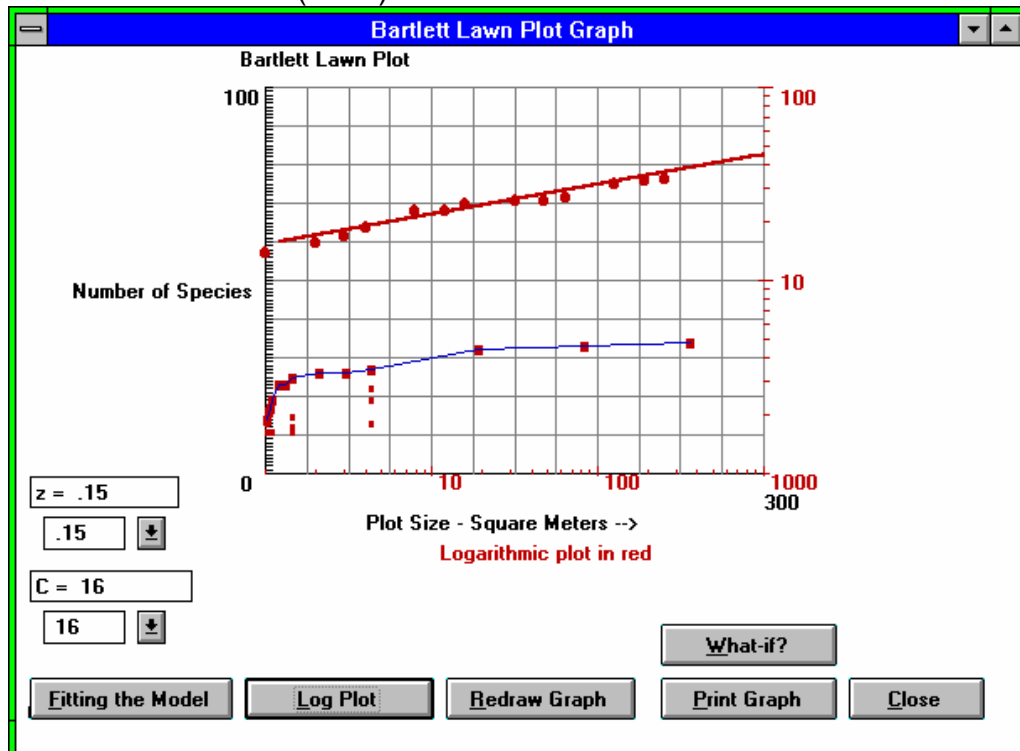 Bartlett Lawn Plot Graph
Bartlett Lawn Plot
100
100
Number of Species
10
0
10
100
1000
300
Plot Size - Square Meters -->
Logarithmic plot in red
z = .15
.15
C = 16
16
What-if?
Fitting the Model
Log Plot
Redraw Graph
Print Graph
Close